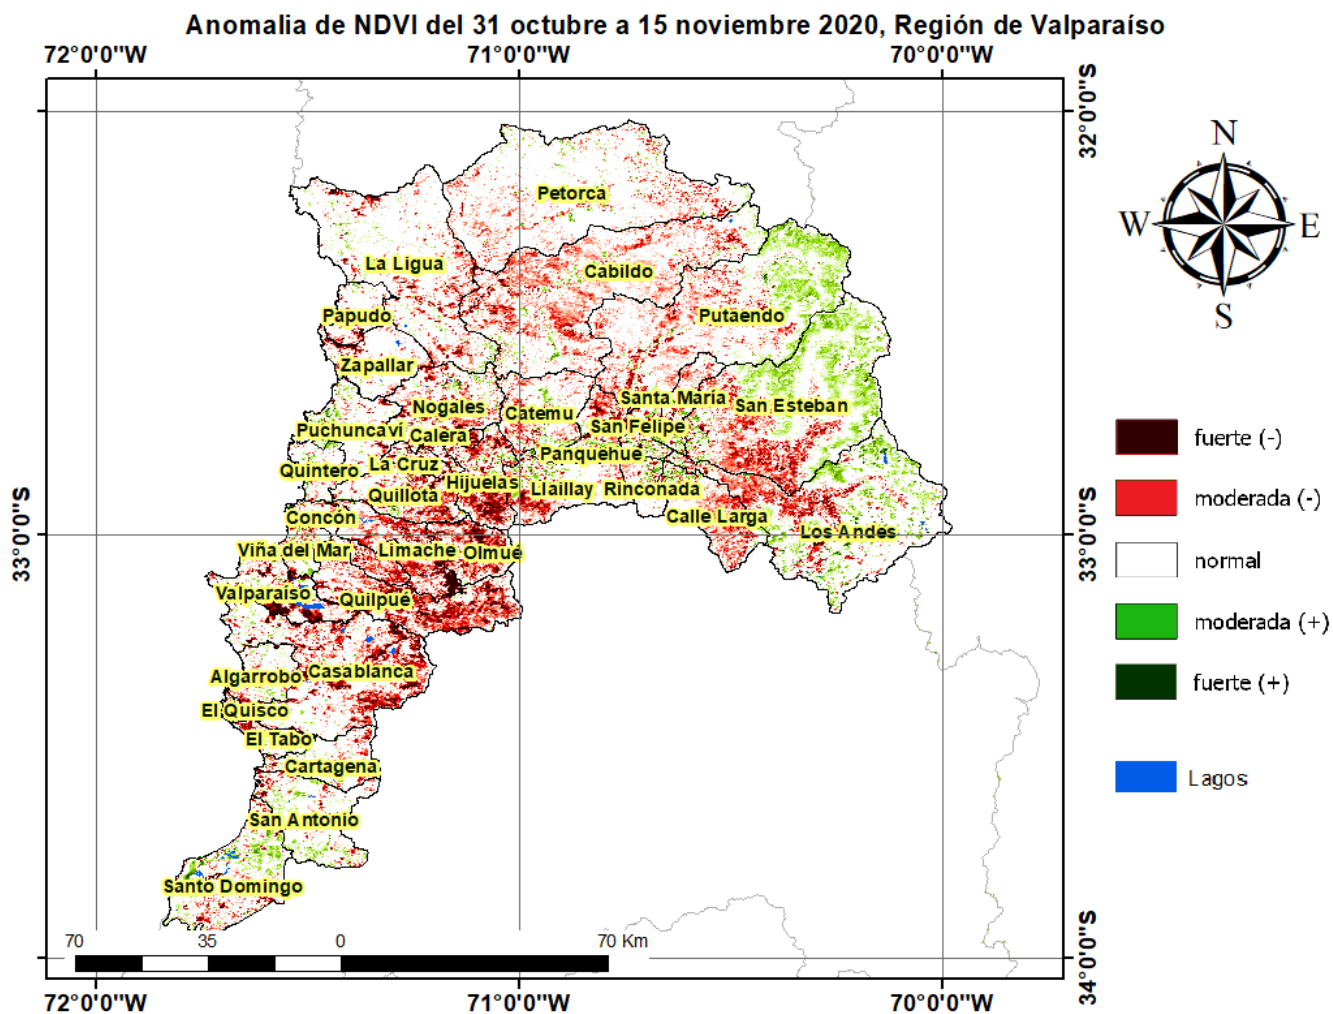 Anomalia de NDVI del 31 octubre a 15 noviembre 2020, Región de Valparaíso
72°0'0"W 71°0'0"W 70°0'0"W
32°0'0"S
N
W E
S
Petorca
La Ligua
Cabildo
Papudo
Putaendo
Zapallar
Santa María
San Esteban
Nogales
Catemu
Puchuncaví
Calera
San Felipe
Panquehue
Quintero
La Cruz
Hijuelas
Llaillay
Rinconada
Quillota
Concón
Calle Larga
Los Andes
Viña del Mar
Limache
Olmué
Valparaíso
Quilpué
Algarrobo
Casablanca
El Quisco
El Tabo
Cartagena
San Antonio
Santo Domingo
fuerte (-)
moderada (-)
normal
moderada (+)
fuerte (+)
Lagos
33°0'0"S 33°0'0"S
34°0'0"S
70 35 0 70 Km
72°0'0"W 71°0'0"W 70°0'0"W